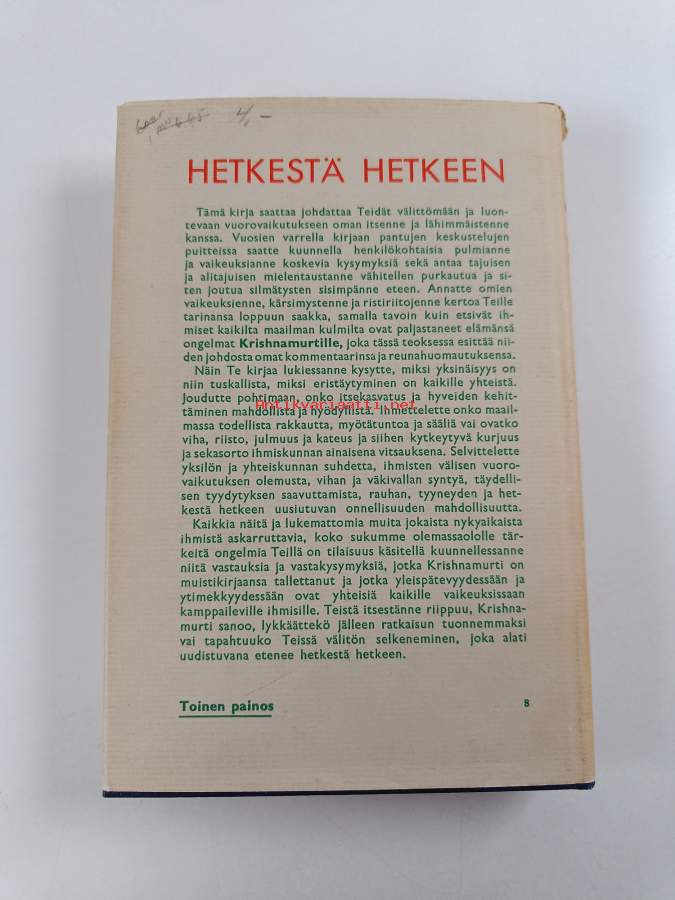 4,-
HETKESTÄ HETKEEN
Tämä kirja saattaa johdattaa Teidät välittömään ja luon-
tevaan vuorovaikutukseen oman itsenne ja lähimmäistenne
kanssa. Vuosien varrella kirjaan pantujen keskustelujen
puitteissa saatte kuunnella henkilökohtaisia pulmianne
ja vaikeuksianne koskevia kysymyksiä sekä antaa tajuisen
ja alitajuisen mielentaustanne vähitellen purkautua ja si-
ten joutua silmätysten sisimpänne eteen. Annatte omien
vaikeuksienne, kärsimystenne ja ristiriitojenne kertoa Teille
tarinansa loppuun saakka, samalla tavoin kuin etsivät ih-
miset kaikilta maailman kulmilta ovat paljastaneet elämänsä
ongelmat Krishnamurtille, joka tässä teoksessa esittää nii-
den johdosta omat kommentaarinsa ja reunahuomautuksensa.
Näin Te kirjaa lukiessanne kysytte, miksi yksinäisyys on
niin tuskallista, miksi eristäytyminen on kaikille yhteistä.
Joudutte pohtimaan, onko itsekasvatus ja hyveiden kehit-
täminen mahdollista ja hyödyllistä. Ihmettelette onko maail-
Antikvariaatti.net
massa todellista rakkautta, myötätuntoa ja sääliä vai ovatko
viha, riisto, julmuus ja kateus ja siihen kytkeytyvä kurjuus
ja sekasorto ihmiskunnan ainaisena vitsauksena. Selvittelette
yksilön ja yhteiskunnan suhdetta, ihmisten välisen vuoro-
vaikutuksen olemusta, vihan ja väkivallan syntyä, täydelli-
sen tyydytyksen saavuttamista, rauhan, tyyneyden ja het-
kestä hetkeen uusiutuvan onnellisuuden mahdollisuutta.
Kaikkia näitä ja lukemattomia muita jokaista nykyaikaista
ihmistä askarruttavia, koko sukumme olemassaololle tär-
keitä ongelmia Teillä on tilaisuus käsitellä kuunnellessanne
niitä vastauksia ja vastakysymyksiä, jotka Krishnamurti on
muistikirjaansa tallettanut ja jotka yleispätevyydessään ja
ytimekkyydessään ovat yhteisiä kaikille vaikeuksissaan
kamppaileville ihmisille. Teistä itsestänne riippuu, Krishna-
murti sanoo, lykkäättekö jälleen ratkaisun tuonnemmaksi
vai tapahtuuko Teissä välitön selkeneminen, joka alati
uudistuvana etenee hetkestä hetkeen.
Toinen painos
8